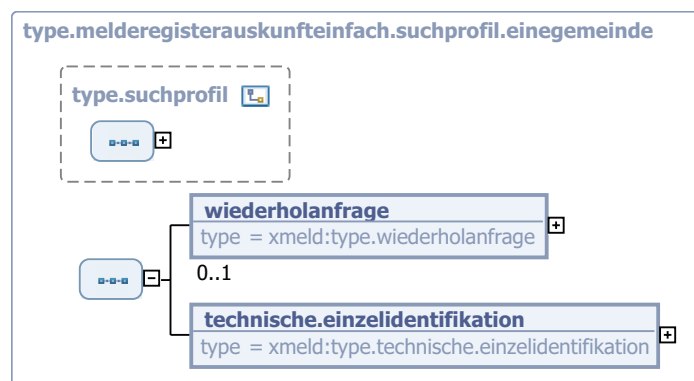 type.melderegisterauskunfteinfach.suchprofil.einegemeinde
type.suchprofil
wiederholanfrage
type = xmeld:type.wiederholanfrage
0..1
technische.einzelidentifikation
type = xmeld:type.technische.einzelidentifikation